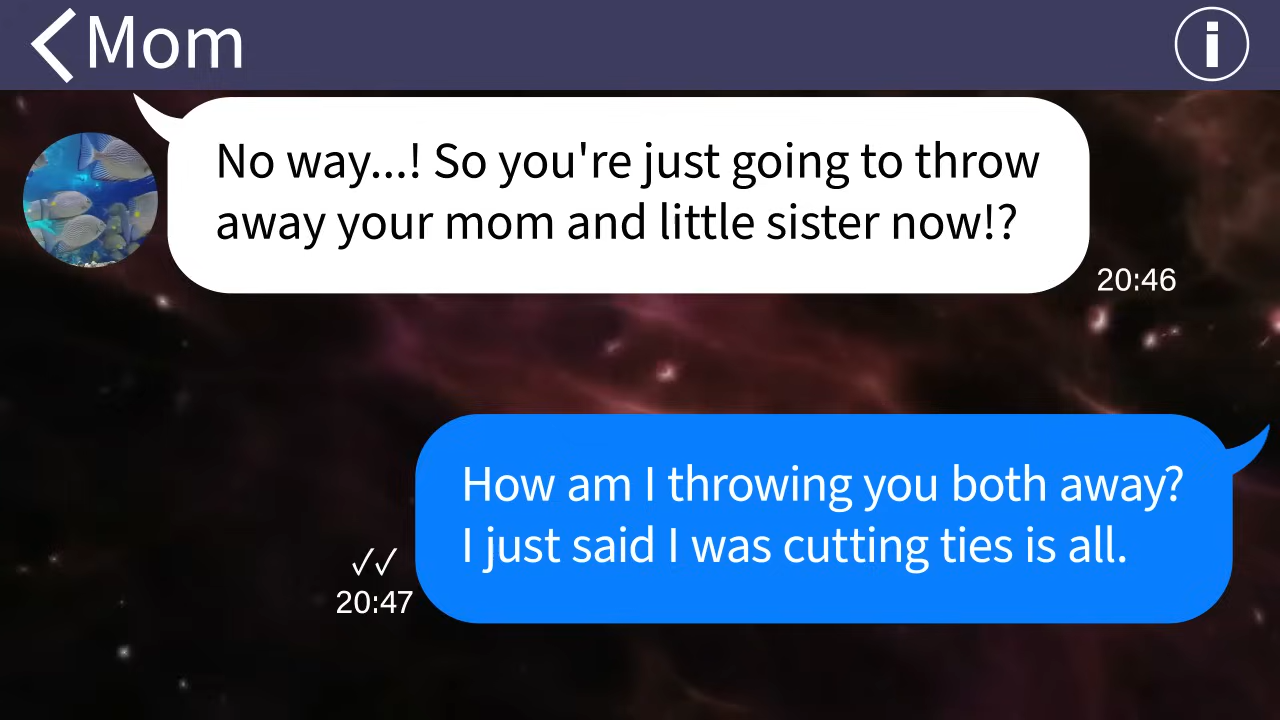 Mom
No way...! So you're just going to throw
away your mom and little sister now!?
20:46
How am I throwing you both away?
I just said I was cutting ties is all.
✓✓
20:47